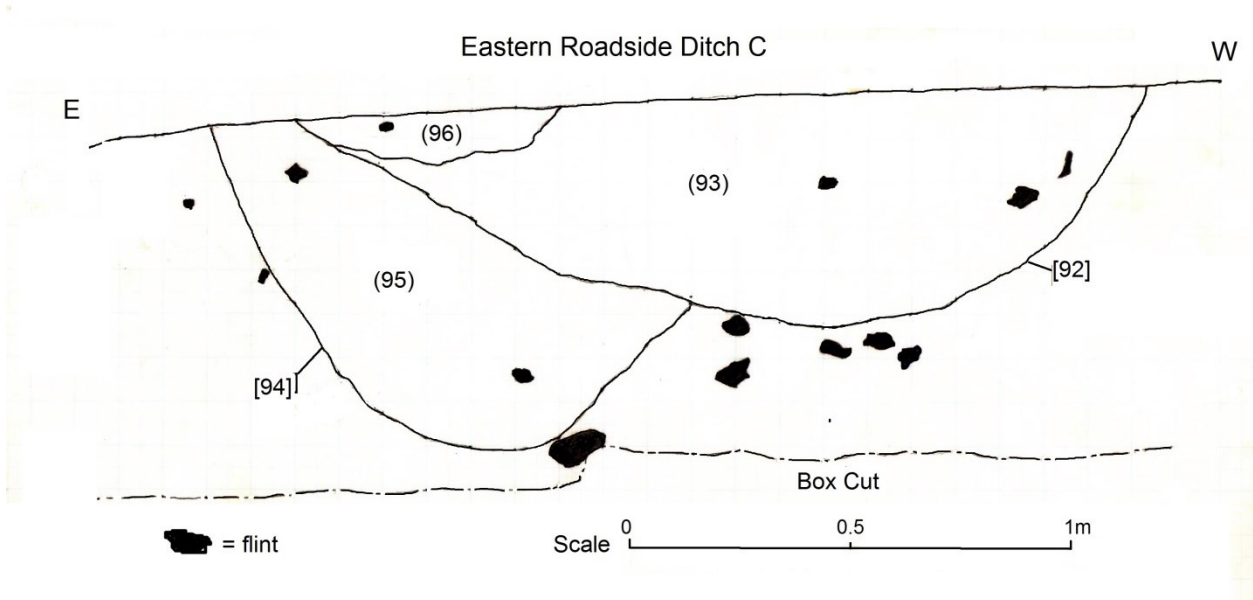 Eastern Roadside Ditch C
E
W
(96)
(93)
(95)
[92]
[94]
Box Cut
= flint
Scale
0 0.5 1m